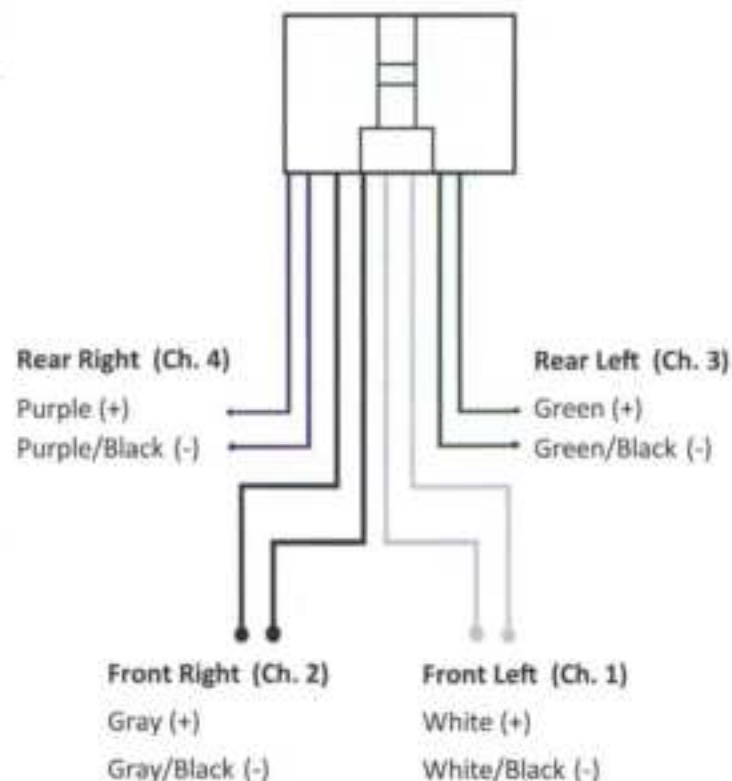 Rear Right (Ch. 4)
Purple (+)
Purple/Black (-)
Rear Left (Ch. 3)
Green (+)
Green/Black (-)
Front Right (Ch. 2)
Gray (+)
Gray/Black (-)
Front Left (Ch. 1)
White (+)
White/Black (-)